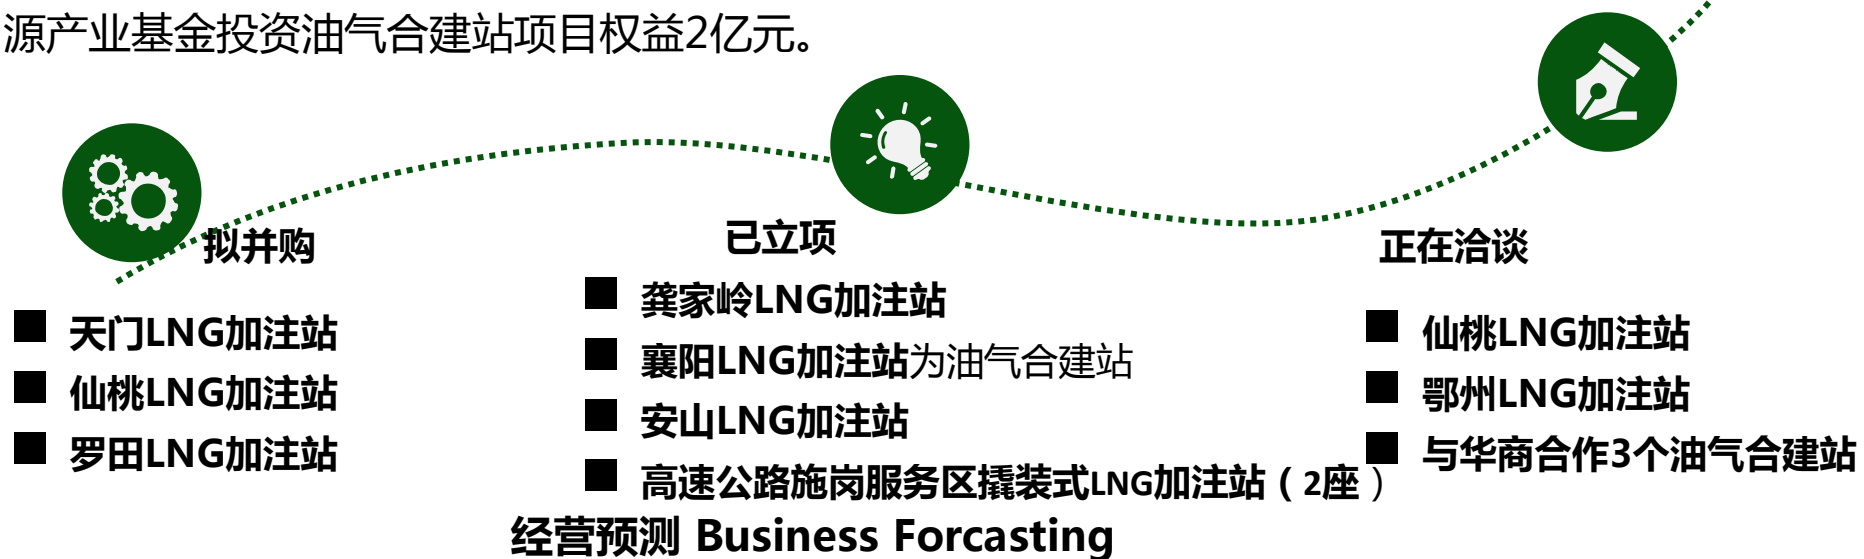 源产业基金投资油气合建站项目权益2亿元。
拟并购
天门LNG加注站
仙桃LNG加注站
罗田LNG加注站
已立项
龚家岭LNG加注站
襄阳LNG加注站为油气合建站
安山LNG加注站
高速公路施岗服务区撬装式LNG加注站（2座）
正在洽谈
仙桃LNG加注站
鄂州LNG加注站
与华商合作3个油气合建站
经营预测 Business Forcasting